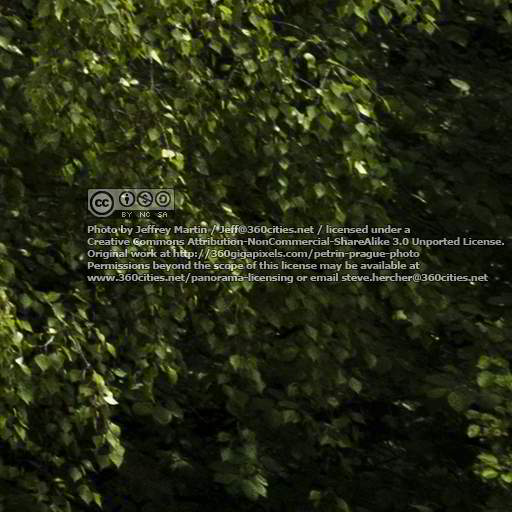 cc
BY NC SA
Photo by Jeffrey Martin / Jeff@360cities.net / licensed under a
Creative Commons Attribution-NonCommercial-ShareAlike 3.0 Unported License.
Original work at http://360gigapixels.com/petrin-prague-photo
Permissions beyond the scope of this license may be available at
www.360cities.net/panorama-licensing or email steve.hercher@360cities.net